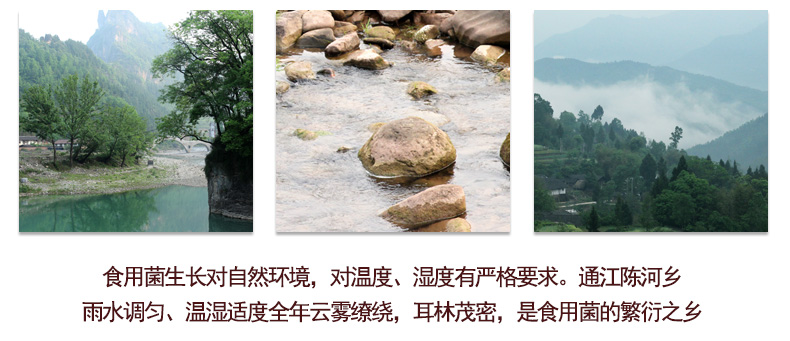 食用菌生长对自然环境，对温度、湿度有严格要求。通江陈河乡
雨水调匀、温湿适度全年云雾缭绕，耳林茂密，是食用菌的繁衍之乡